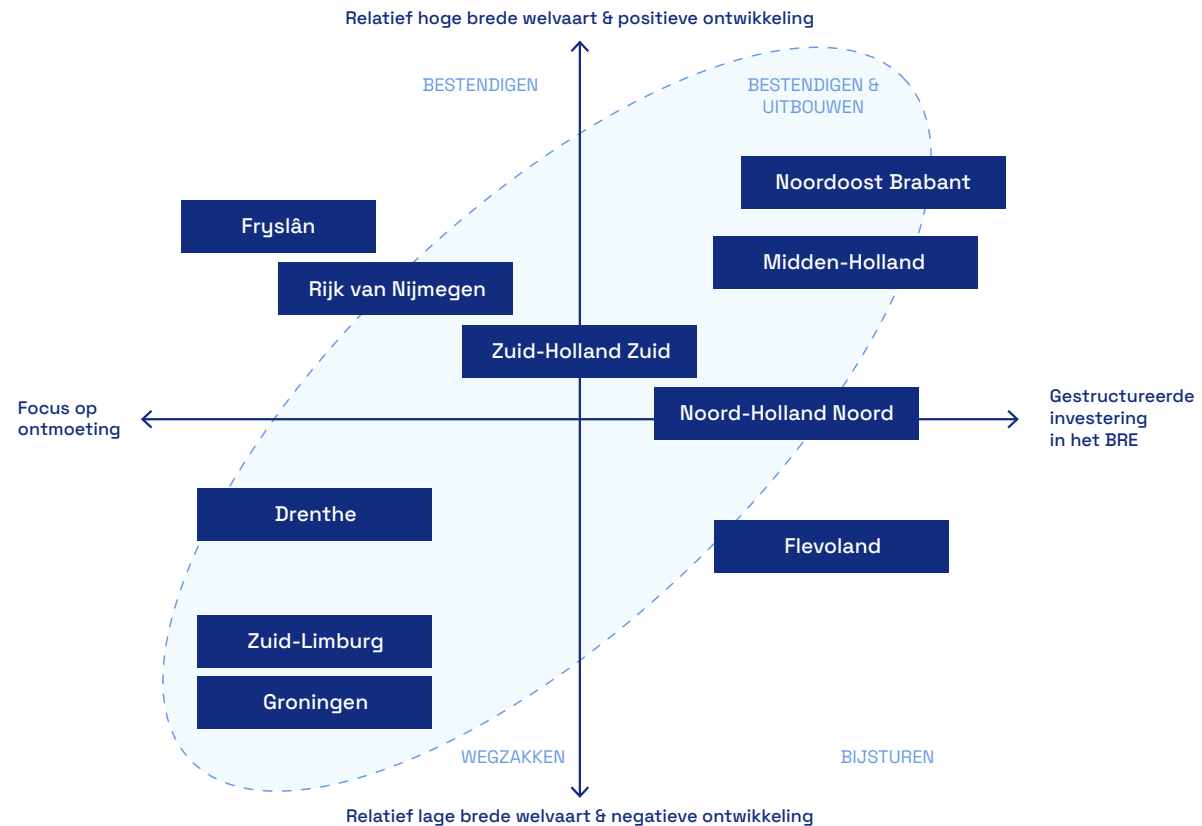 Relatief hoge brede welvaart & positieve ontwikkeling
BESTENDIGEN
BESTENDIGEN &
UITBOUWEN
Noordoost Brabant
Fryslân
Midden-Holland
Rijk van Nijmegen
Zuid-Holland Zuid
Focus op
ontmoeting
Noord-Holland Noord
Gestructureerde
investering
in het BRE
Drenthe
Flevoland
Zuid-Limburg
Groningen
WEGZAKKEN
BIJSTUREN
Relatief lage brede welvaart & negatieve ontwikkeling